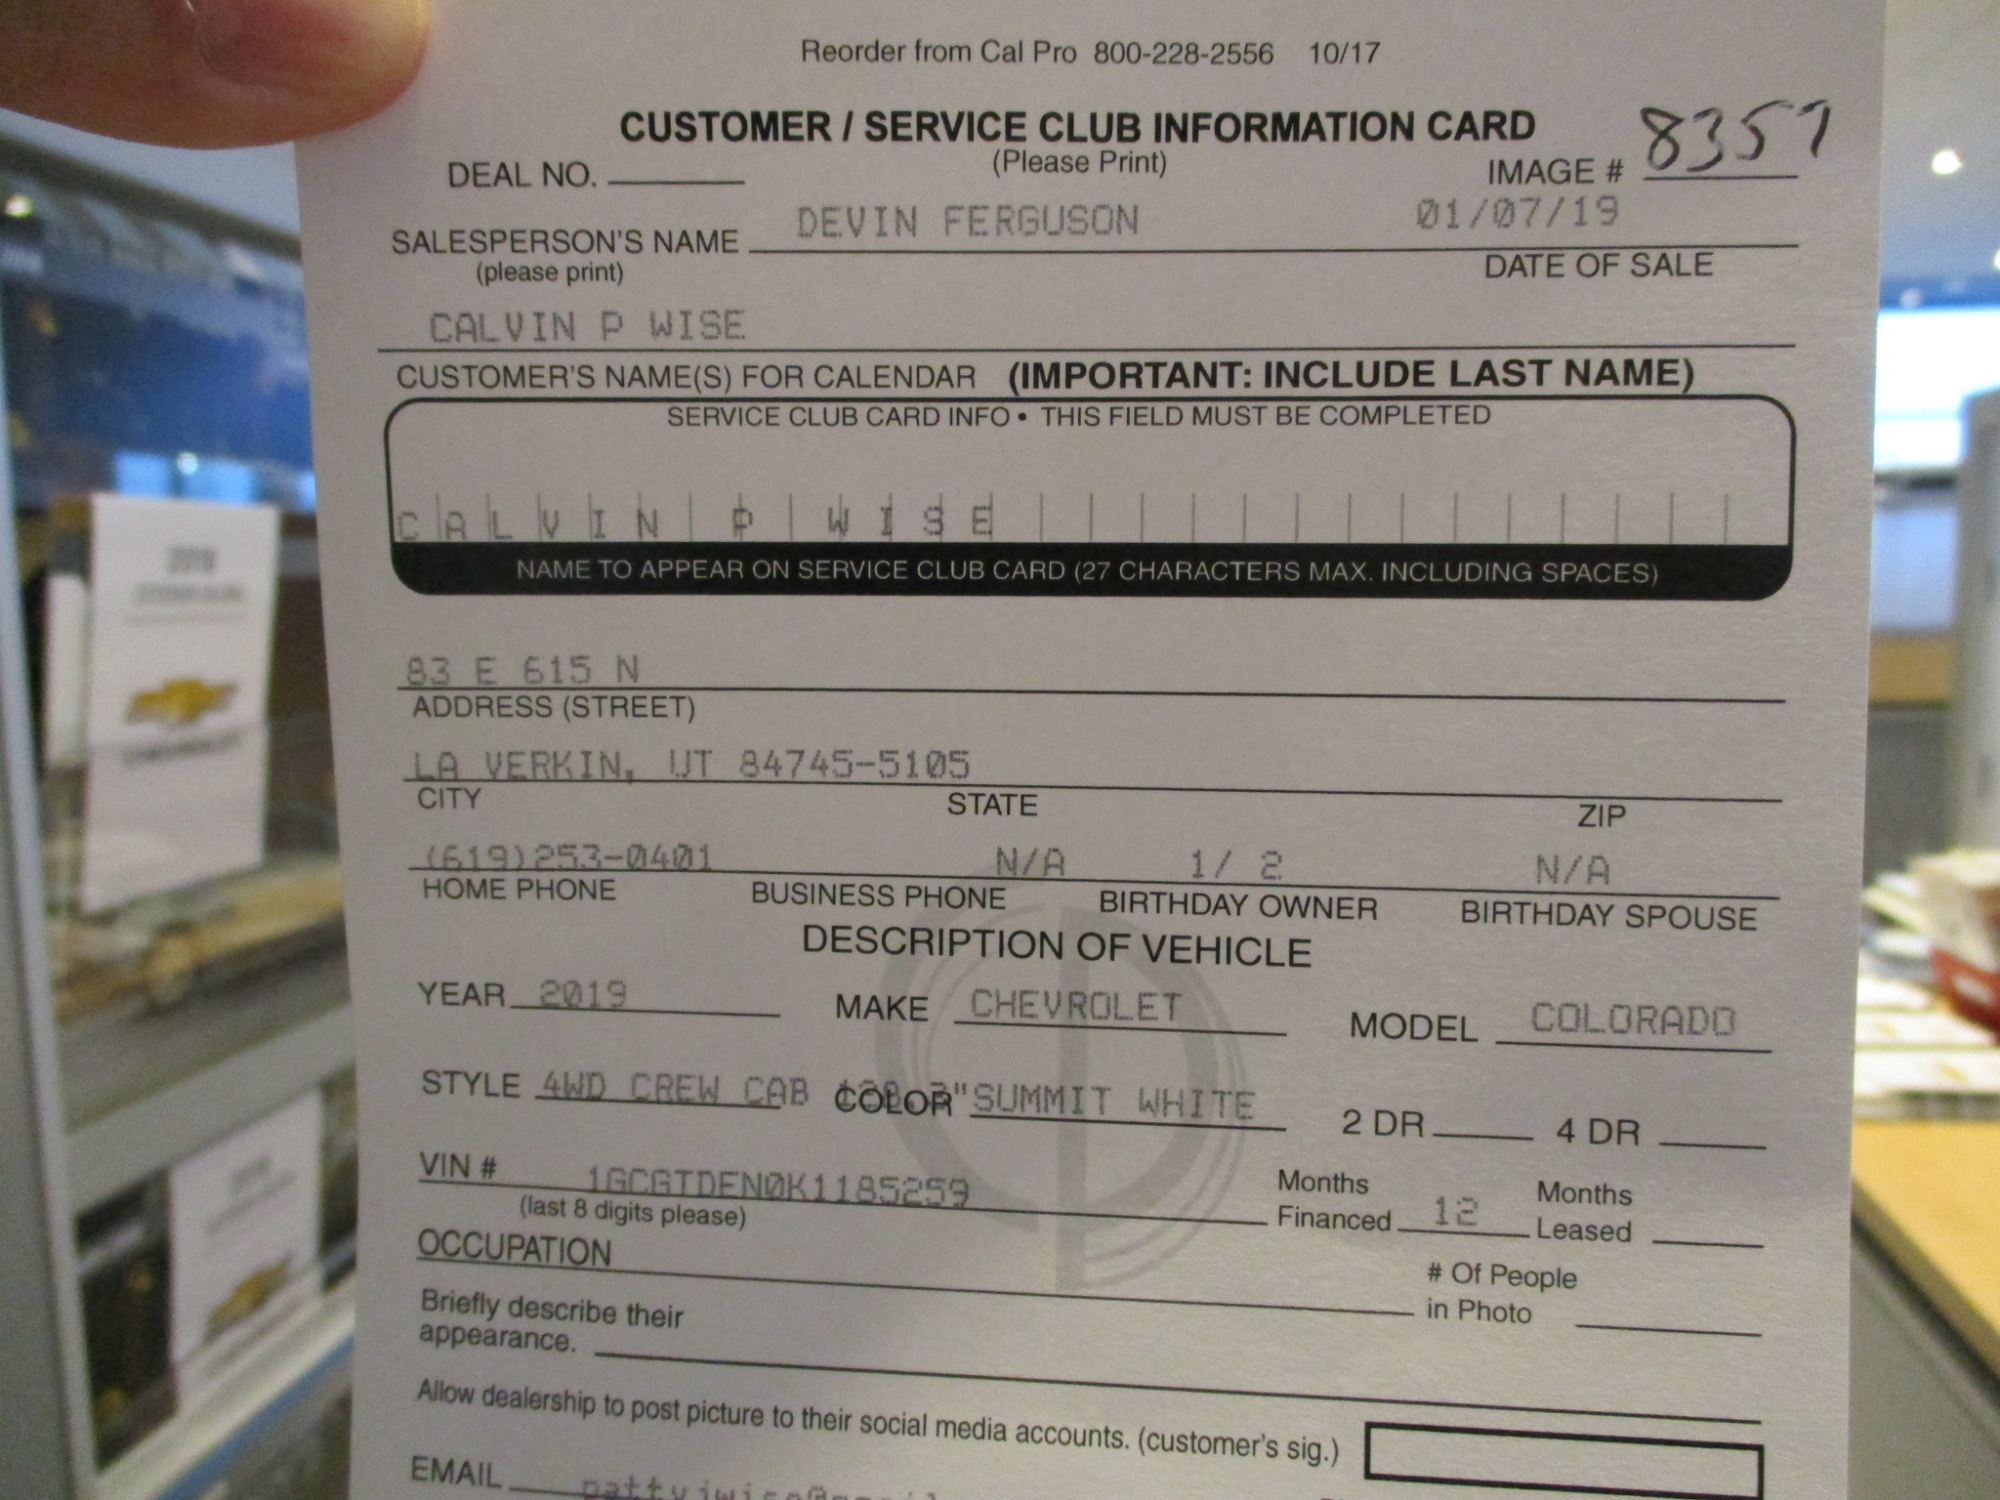 Reorder from Cal Pro 800-228-2556 10/17
CUSTOMER / SERVICE CLUB INFORMATION CARD
(Please Print)
DEAL NO.
IMAGE # 8357
SALESPERSON'S NAME DEVIN FERGUSON 01/07/19
(please print)
DATE OF SALE
CALVIN P WISE
CUSTOMER'S NAME(S) FOR CALENDAR (IMPORTANT: INCLUDE LAST NAME)
SERVICE CLUB CARD INFO • THIS FIELD MUST BE COMPLETED
CALVIN P WISE
NAME TO APPEAR ON SERVICE CLUB CARD (27 CHARACTERS MAX. INCLUDING SPACES)
83 E 615 N
ADDRESS (STREET)
LA VERKIN, UT 84745-5105
CITY STATE ZIP
(619)253-0401 N/A 1/ 2 N/A
HOME PHONE BUSINESS PHONE BIRTHDAY OWNER BIRTHDAY SPOUSE
DESCRIPTION OF VEHICLE
YEAR 2019 MAKE CHEVROLET MODEL COLORADO
STYLE 4WD CREW CAB COLOR SUMMIT WHITE 2 DR 4 DR
VIN # 1GCGTDEN0K1185259
(last 8 digits please)
Months Financed 12 Months Leased
OCCUPATION
# Of People
in Photo
Briefly describe their
appearance.
Allow dealership to post picture to their social media accounts. (customer's sig.)
EMAIL
2019
CHEVROLET